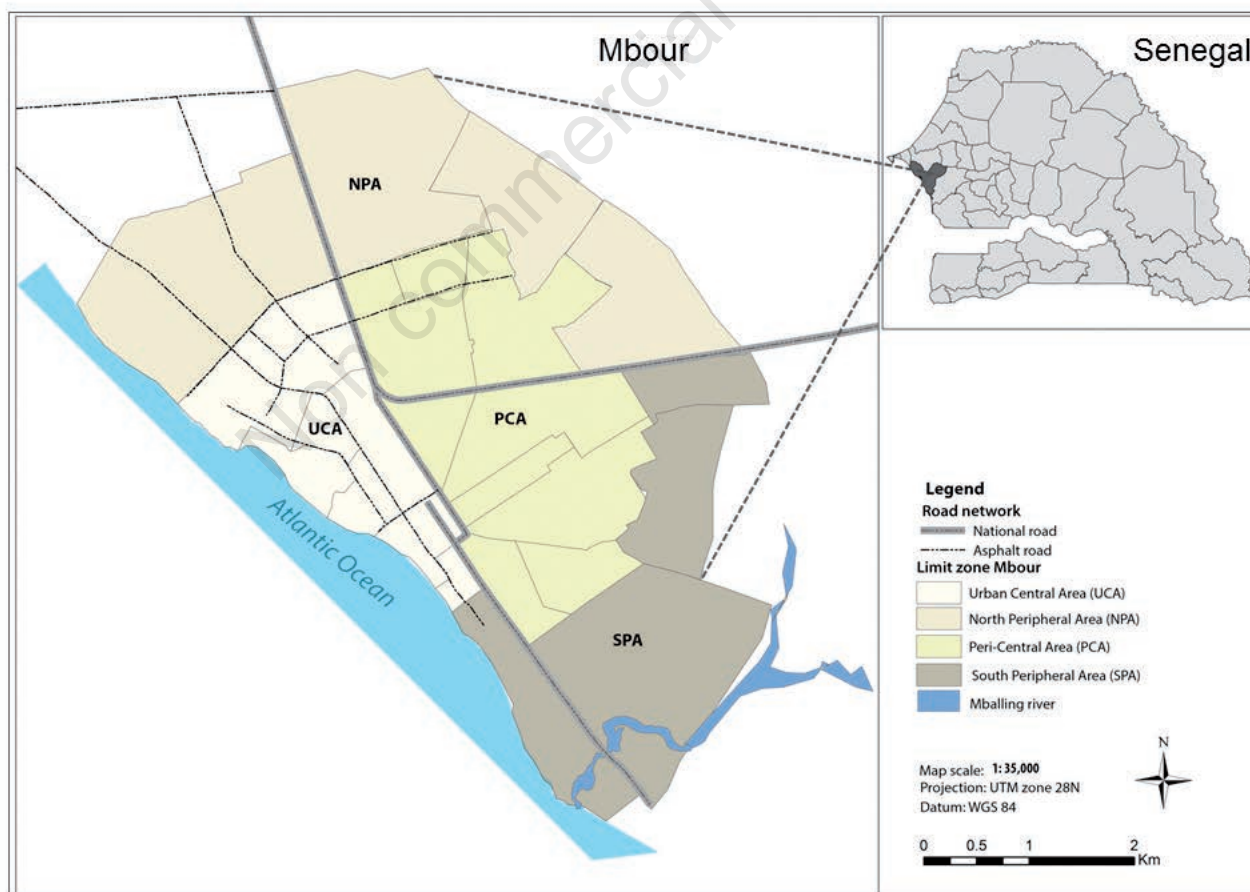 Mbour
Senegal
NPA
PCA
UCA
SPA
Atlantic Ocean
Non commercial
Legend
Road network
National road
Asphalt road
Limit zone Mbour
Urban Central Area (UCA)
North Peripheral Area (NPA)
Peri-Central Area (PCA)
South Peripheral Area (SPA)
Mballing river
N
Map scale: 1: 35,000
Projection: UTM zone 28N
Datum: WGS 84
0 0.5 1 2
Km